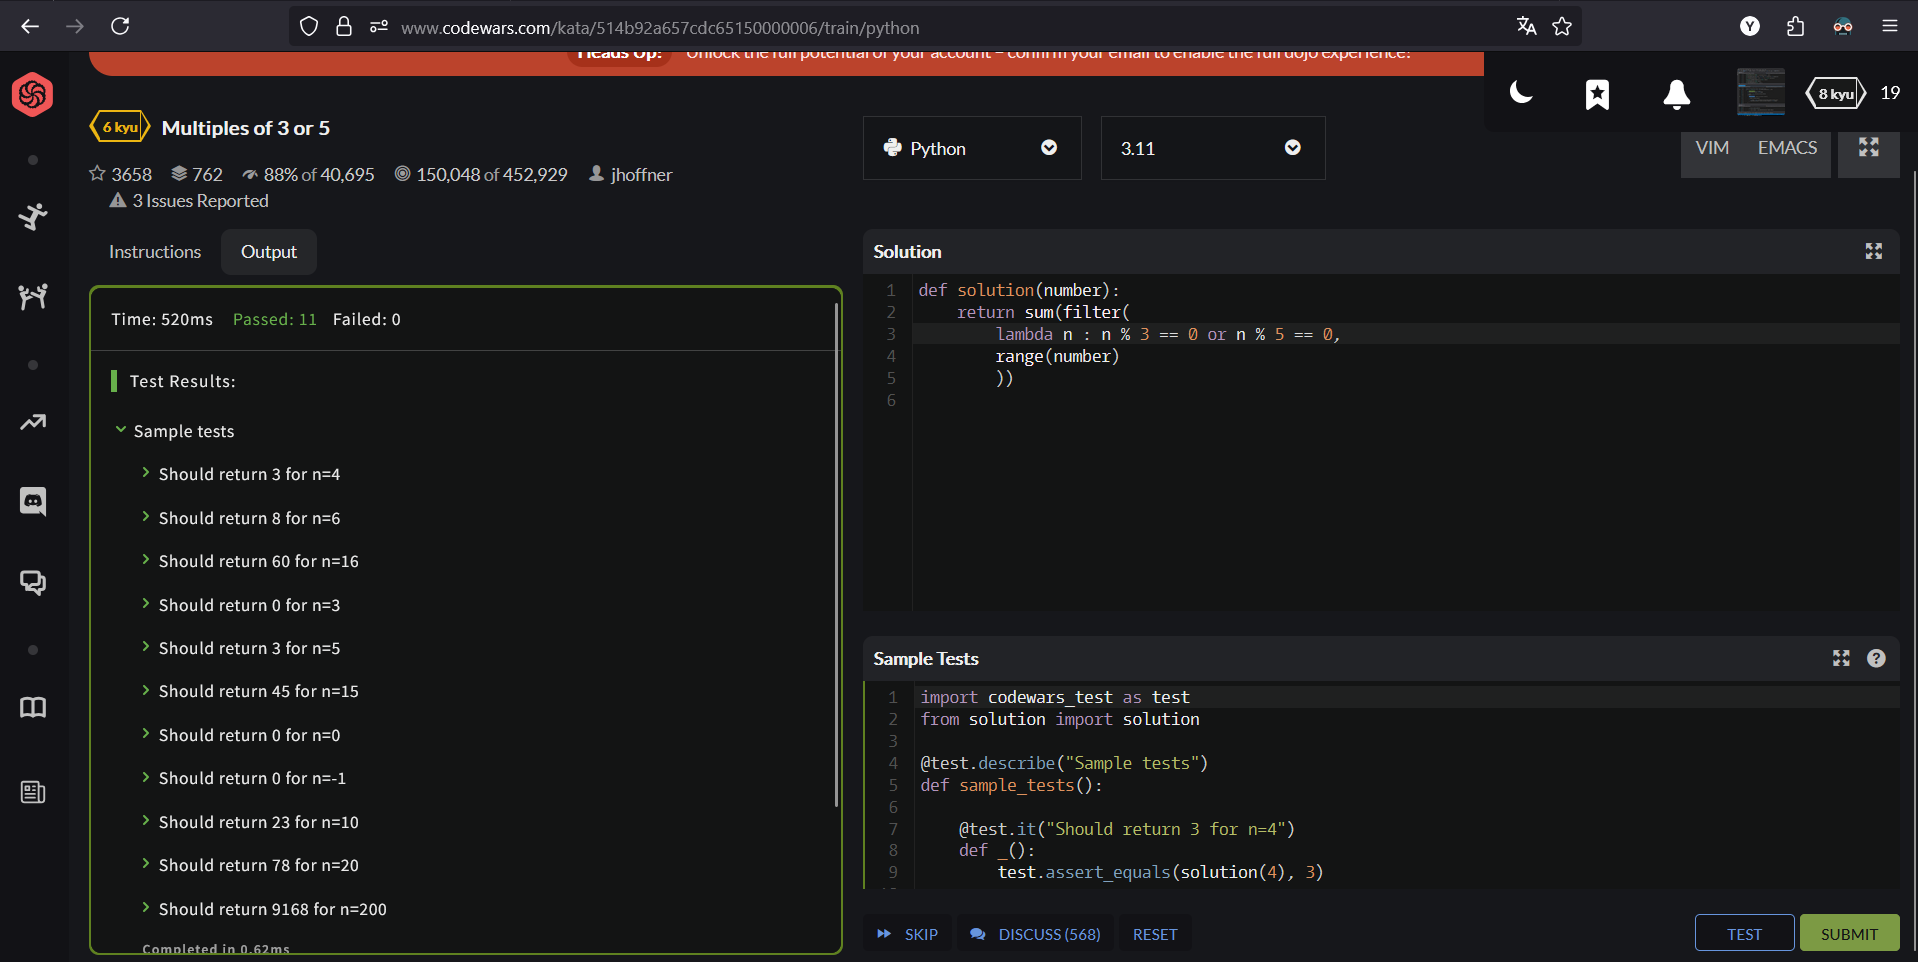 www.codewars.com/kata/514b92a657cdc65150000006/train/python
Heads Up! Unlock the full potential of your account – confirm your email to enable the full dojo experience!
8 kyu 19
6 kyu Multiples of 3 or 5
3658 762 88% of 40,695 150,048 of 452,929 jhoffner
3 Issues Reported
Python
3.11
VIM EMACS
Instructions Output
Time: 520ms Passed: 11 Failed: 0
Test Results:
Sample tests
Should return 3 for n=4
Should return 8 for n=6
Should return 60 for n=16
Should return 0 for n=3
Should return 3 for n=5
Should return 45 for n=15
Should return 0 for n=0
Should return 0 for n=-1
Should return 23 for n=10
Should return 78 for n=20
Should return 9168 for n=200
Completed in 0.62ms
Solution
1 def solution(number):
2 return sum(filter(
3 lambda n : n % 3 == 0 or n % 5 == 0,
4 range(number)
5 ))
6
Sample Tests
1 import codewars_test as test
2 from solution import solution
3
4 @test.describe("Sample tests")
5 def sample_tests():
6
7 @test.it("Should return 3 for n=4")
8 def _():
9 test.assert_equals(solution(4), 3)
SKIP DISCUSS (568) RESET
TEST SUBMIT